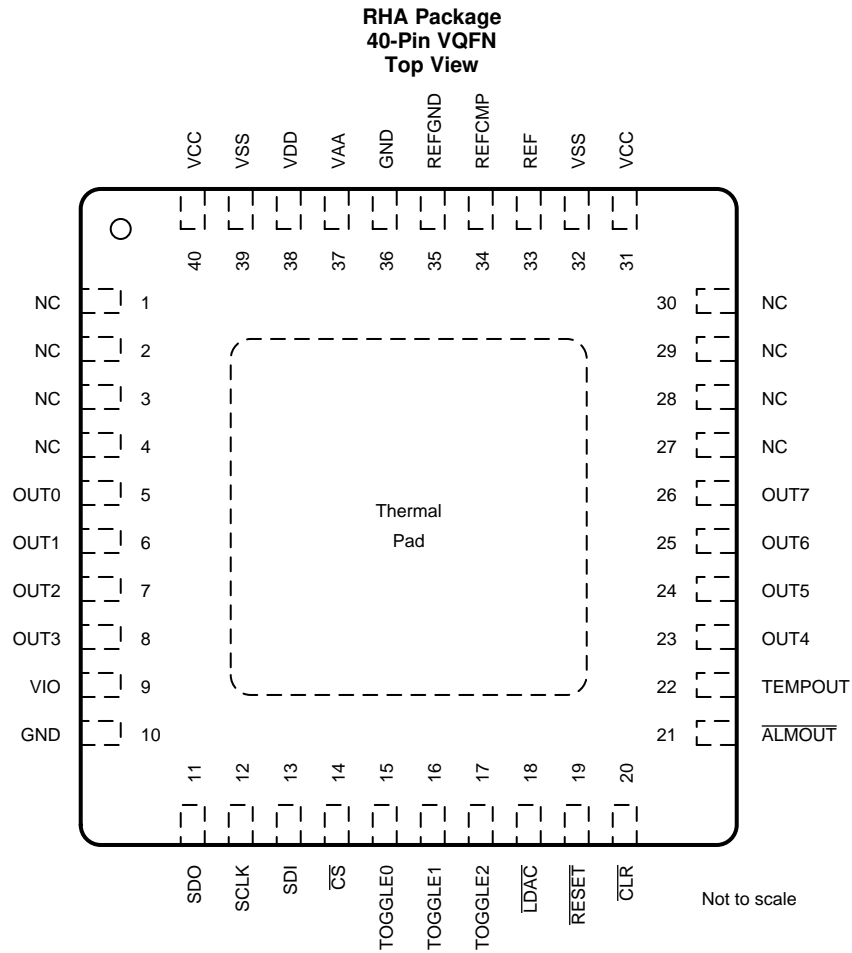 RHA Package
40-Pin VQFN
Top View
VCC
VSS
VDD
VAA
GND
REFGND
REFCMP
REF
VSS
VCC
40
39
38
37
36
35
34
33
32
31
NC 1
NC 2
NC 3
NC 4
OUT0 5
OUT1 6
OUT2 7
OUT3 8
VIO 9
GND 10
30 NC
29 NC
28 NC
27 NC
26 OUT7
25 OUT6
24 OUT5
23 OUT4
22 TEMPOUT
21 ALMOUT
Thermal
Pad
11
12
13
14
15
16
17
18
19
20
SDO
SCLK
SDI
CS
TOGGLE0
TOGGLE1
TOGGLE2
LDAC
RESET
CLR
Not to scale